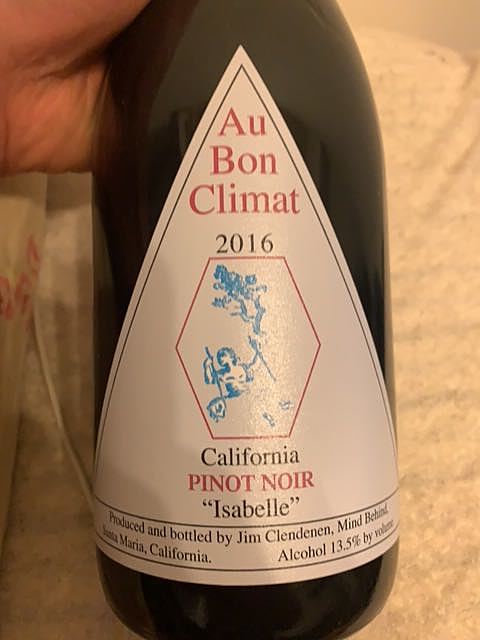 Au
Bon
Climat
2016
California
PINOT NOIR
“Isabelle”
Produced and bottled by Jim Clendenen, Mind Behind,
Santa Maria, California. Alcohol 13.5% by volume